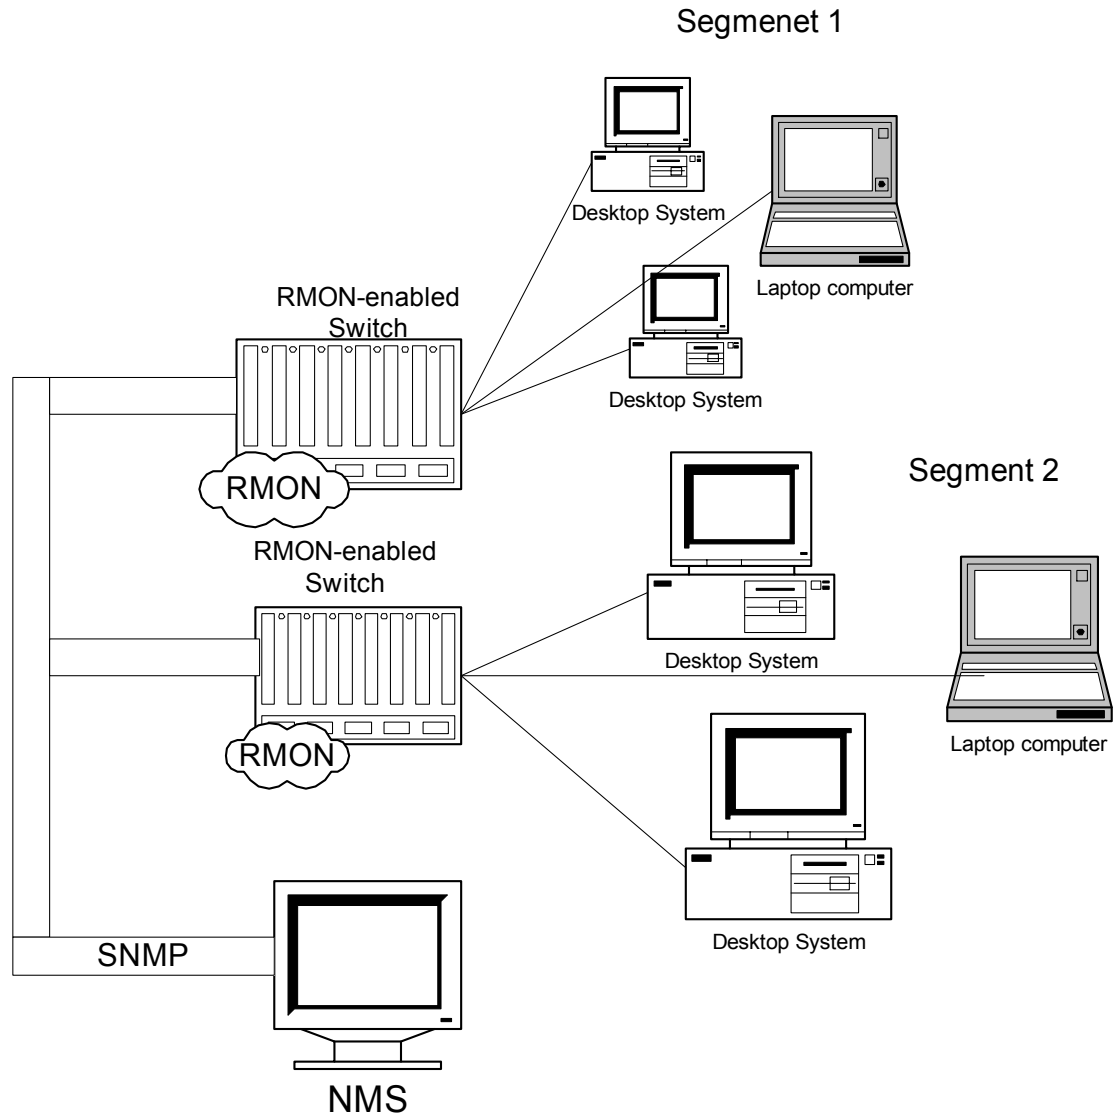 Segmenet 1
Desktop System
Laptop computer
RMON-enabled
Switch
Desktop System
RMON
Segment 2
RMON-enabled
Switch
Desktop System
RMON
Laptop computer
Desktop System
SNMP
NMS